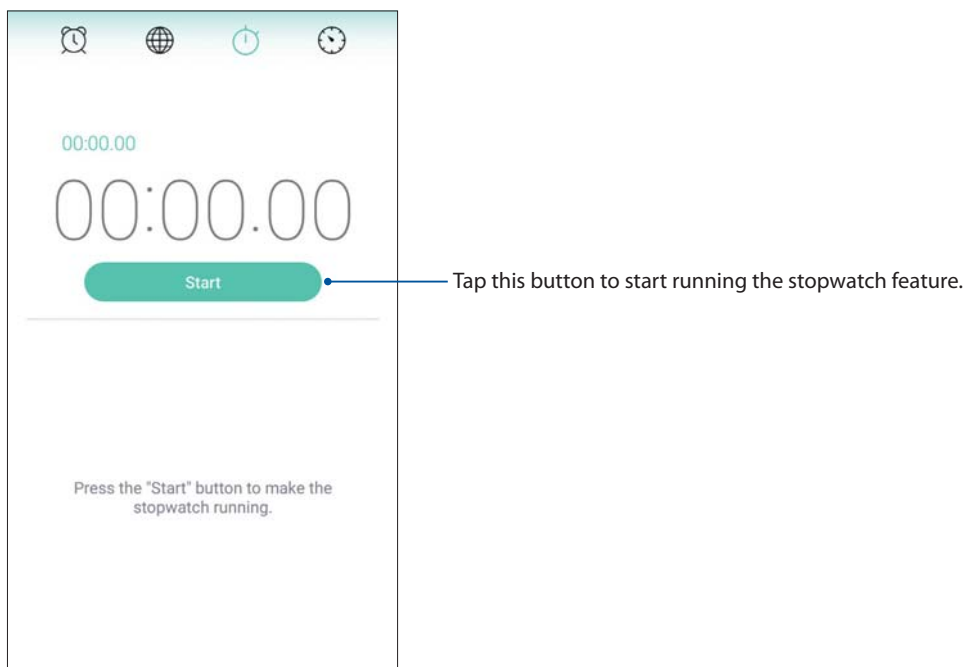 00:00.00
00:00.00
Start
Tap this button to start running the stopwatch feature.
Press the "Start" button to make the
stopwatch running.